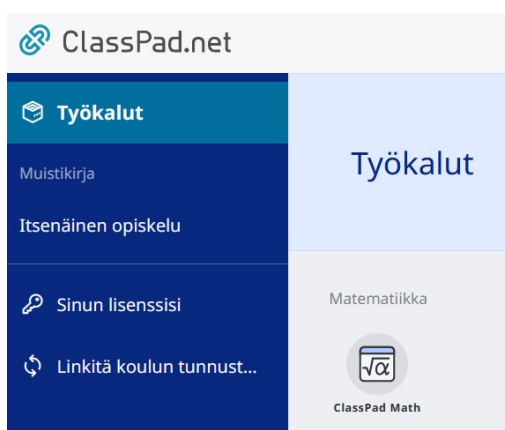 ClassPad.net
Työkalut
Muistikirja
Itsenäinen opiskelu
Sinun lisenssisi
Linkitä koulun tunnust...
Työkalut
Matematiikka
√α
ClassPad Math